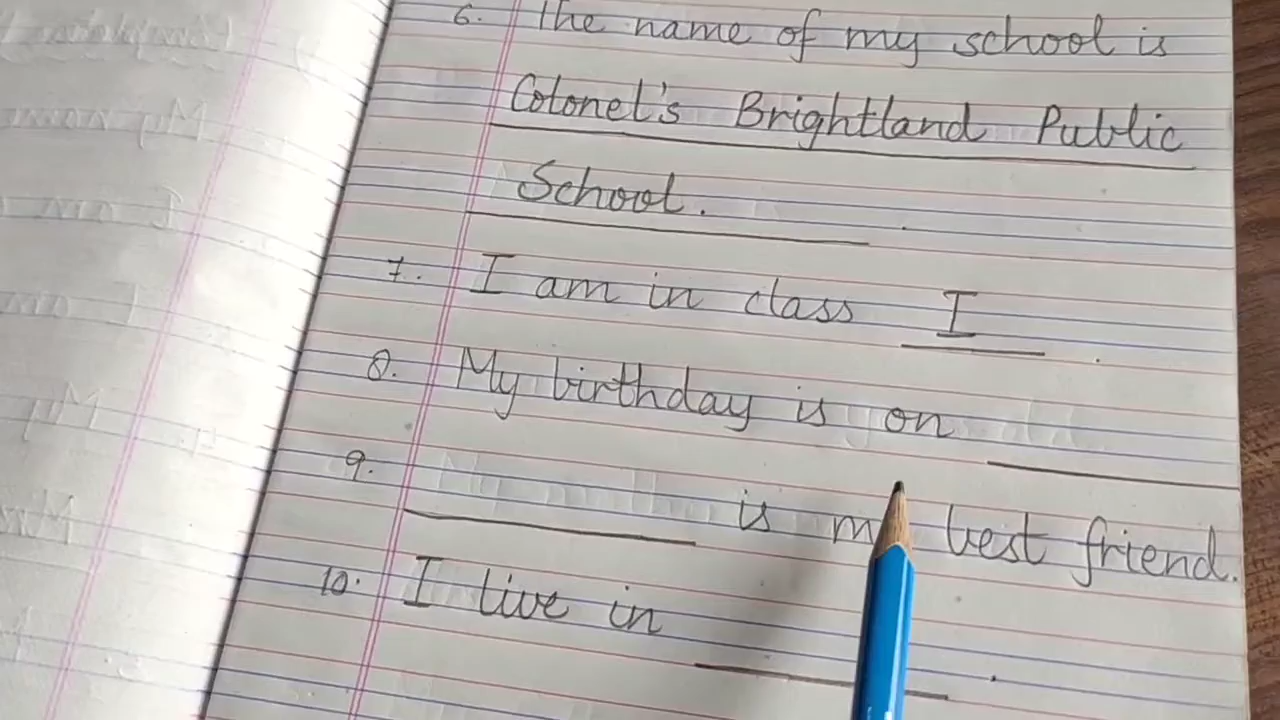 6. The name of my school is
Colonel's Brightland Public
School.
7. I am in class I .
8. My birthday is on
9. is my best friend.
10. I live in .